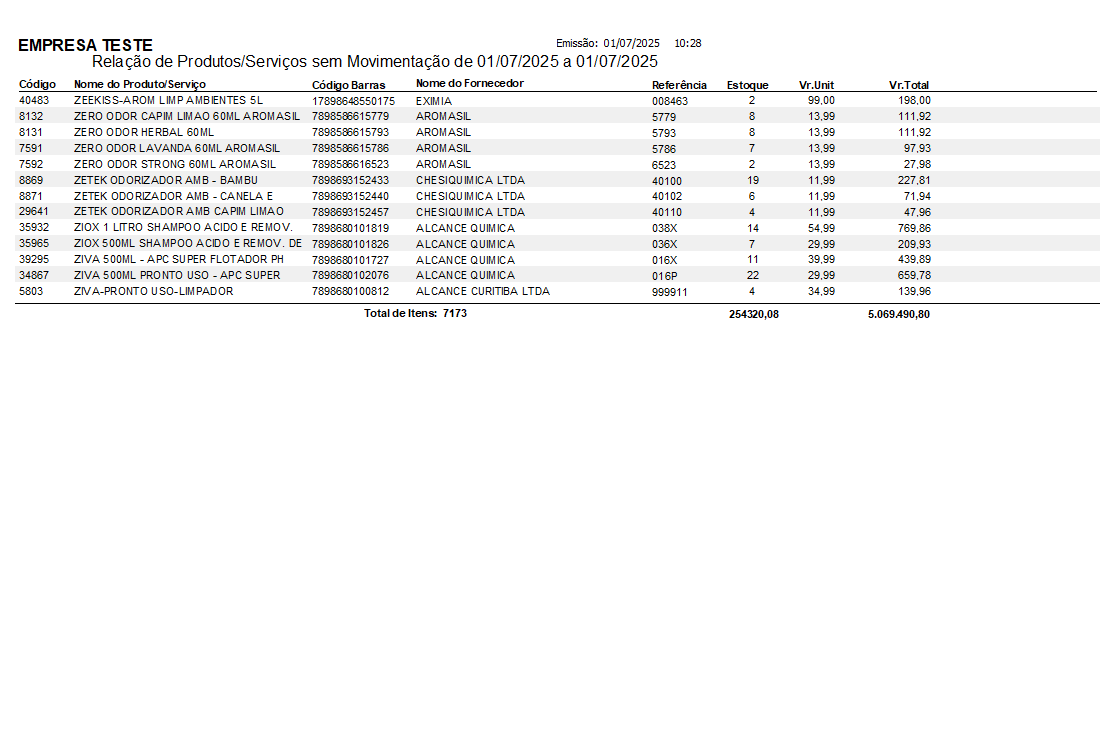 EMPRESA TESTE Emissão: 01/07/2025 10:28
Relação de Produtos/Serviços sem Movimentação de 01/07/2025 a 01/07/2025
Código Nome do Produto/Serviço Código Barras Nome do Fornecedor Referência Estoque Vr.Unit Vr.Total
40483 ZEEKISS-AROM LIMP AMBIENTES 5L 17898648550175 EXIMIA 008463 2 99,00 198,00
8132 ZERO ODOR CAPIM LIMAO 60ML AROMASIL 7898586615779 AROMASIL 5779 8 13,99 111,92
8131 ZERO ODOR HERBAL 60ML 7898586615793 AROMASIL 5793 8 13,99 111,92
7591 ZERO ODOR LAVANDA 60ML AROMASIL 7898586615786 AROMASIL 5786 7 13,99 97,93
7592 ZERO ODOR STRONG 60ML AROMASIL 7898586616523 AROMASIL 6523 2 13,99 27,98
8869 ZETEK ODORIZADOR AMB - BAMBU 7898693152433 CHESIQUIMICA LTDA 40100 19 11,99 227,81
8871 ZETEK ODORIZADOR AMB - CANELA E 7898693152440 CHESIQUIMICA LTDA 40102 6 11,99 71,94
29641 ZETEK ODORIZADOR AMB CAPIM LIMAO 7898693152457 CHESIQUIMICA LTDA 40110 4 11,99 47,96
35932 ZIOX 1 LITRO SHAMPOO ACIDO E REMOV. 7898680101819 ALCANCE QUIMICA 038X 14 54,99 769,86
35965 ZIOX 500ML SHAMPOO ACIDO E REMOV. DE 7898680101826 ALCANCE QUIMICA 036X 7 29,99 209,93
39295 ZIVA 500ML - APC SUPER FLOTADOR PH 7898680101727 ALCANCE QUIMICA 016X 11 39,99 439,89
34867 ZIVA 500ML PRONTO USO - APC SUPER 7898680102076 ALCANCE QUIMICA 016P 22 29,99 659,78
5803 ZIVA-PRONTO USO-LIMPADOR 7898680100812 ALCANCE CURITIBA LTDA 999911 4 34,99 139,96
Total de Itens: 7173 254320,08 5.069.490,80